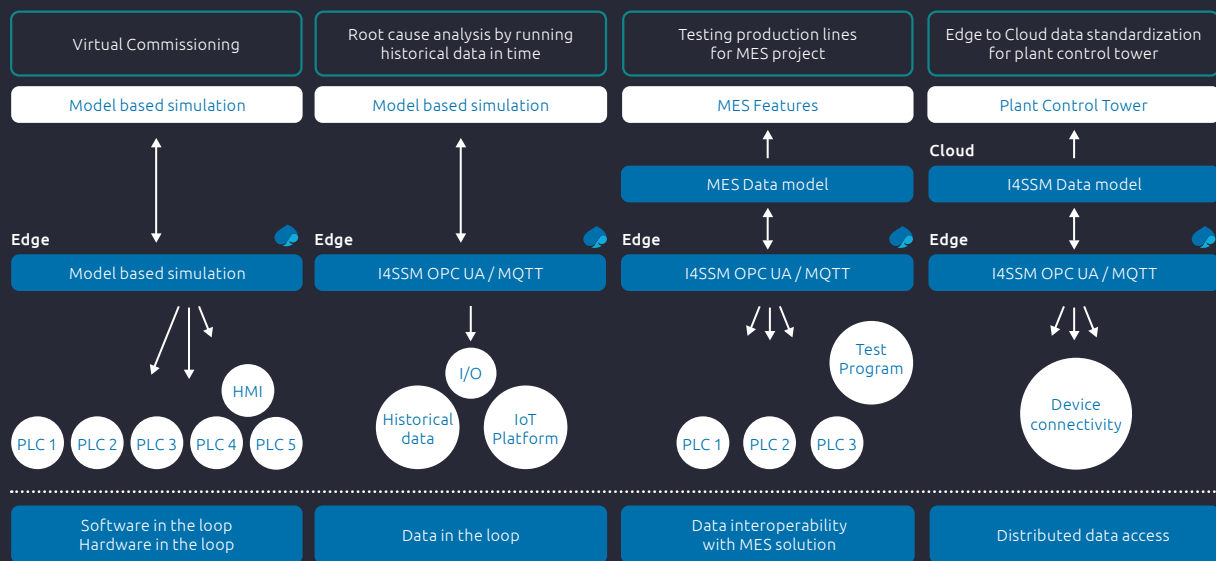 Virtual Commissioning
Root cause analysis by running
historical data in time
Testing production lines
for MES project
Edge to Cloud data standardization
for plant control tower
Model based simulation
Model based simulation
MES Features
Plant Control Tower
Cloud
MES Data model
I4SSM Data model
Edge
Edge
Edge
Edge
Model based simulation
I4SSM OPC UA / MQTT
I4SSM OPC UA / MQTT
I4SSM OPC UA / MQTT
HMI
PLC 1
PLC 2
PLC 3
PLC 4
PLC 5
I/O
Historical
data
IoT
Platform
Test
Program
PLC 1
PLC 2
PLC 3
Device
connectivity
Software in the loop
Hardware in the loop
Data in the loop
Data interoperability
with MES solution
Distributed data access